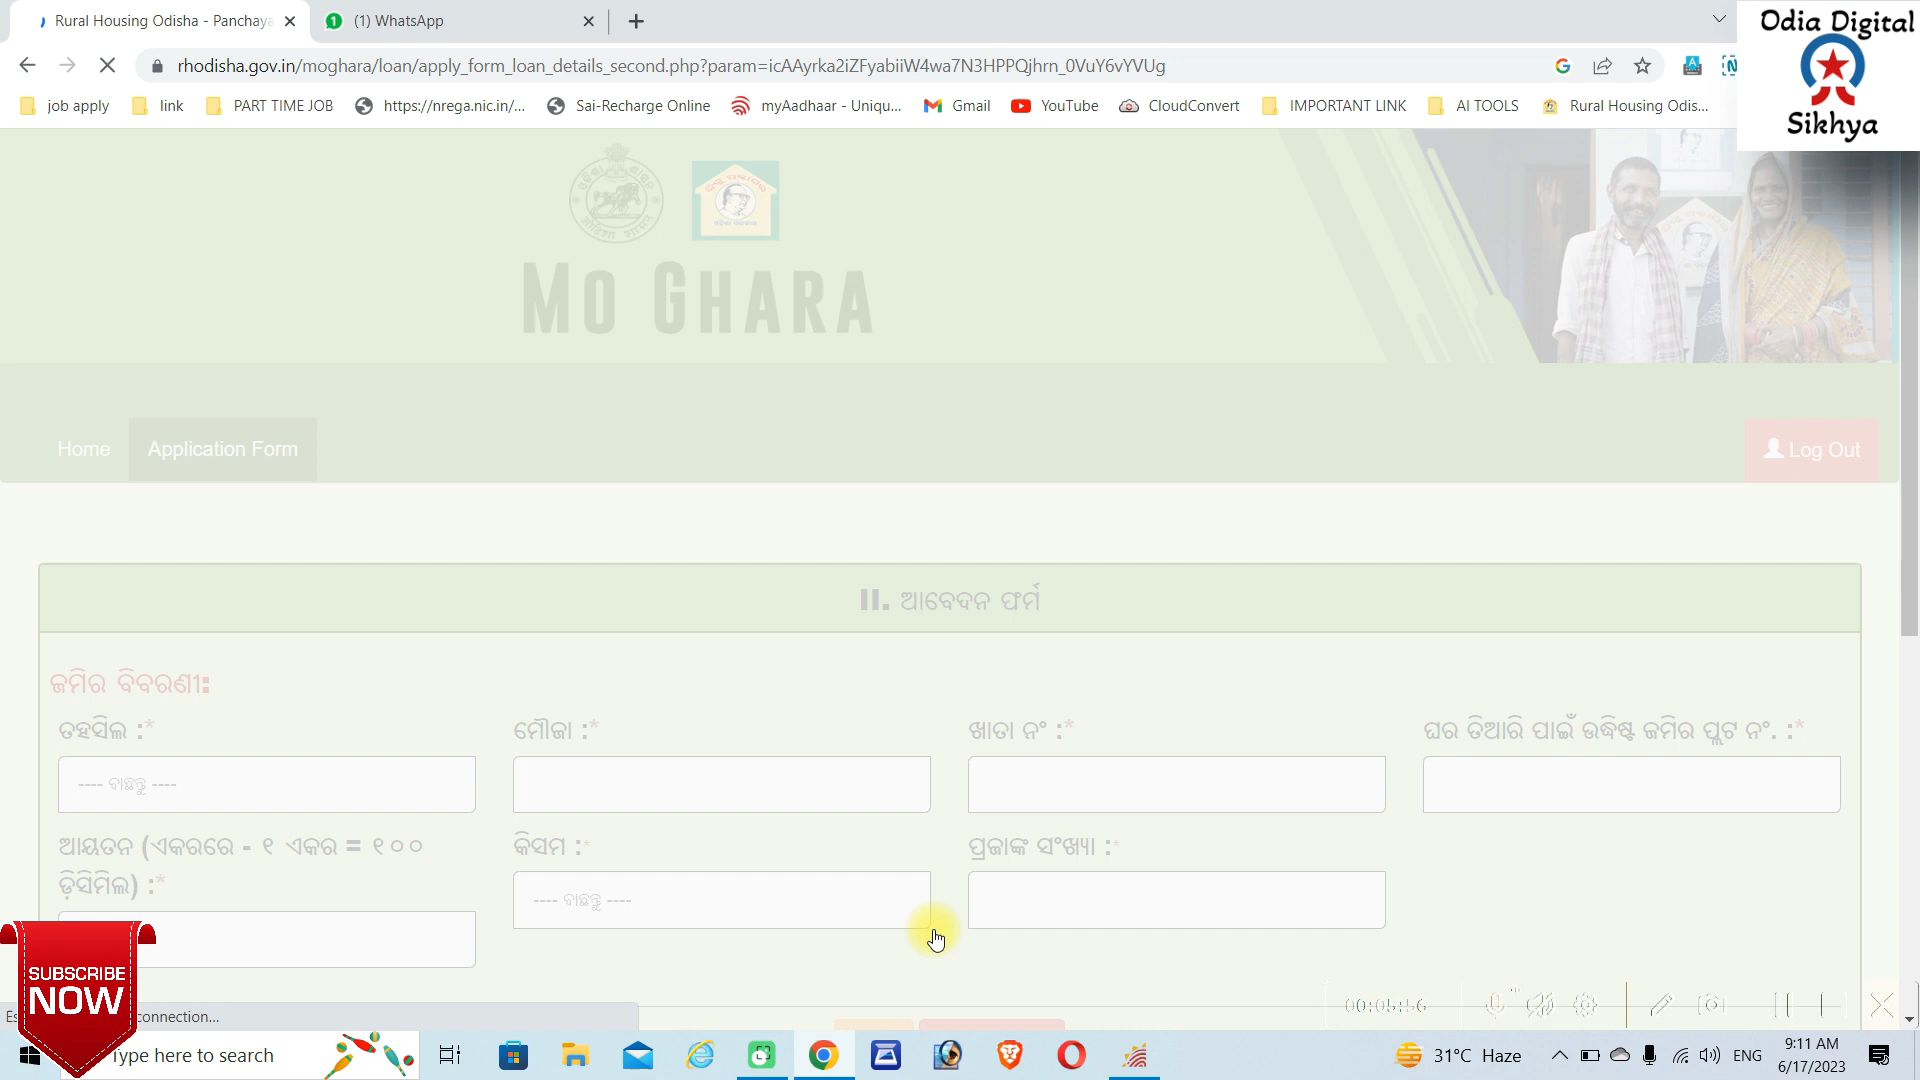 Rural Housing Odisha - Panchaya
(1) WhatsApp
Odia Digital
Sikhya
rhodisha.gov.in/moghara/loan/apply_form_loan_details_second.php?param=icAAyrka2iZFyabiiW4wa7N3HPPQjhrn_0VuY6vYVUg
job apply
link
PART TIME JOB
https://nrega.nic.in/...
Sai-Recharge Online
myAadhaar - Uniqu...
Gmail
YouTube
CloudConvert
IMPORTANT LINK
AI TOOLS
Rural Housing Odis...
Mo Ghara
Home
Application Form
Log Out
II. ଆବେଦନ ଫର୍ମ
ଜମିର ବିବରଣୀ:
ତହସିଲ :*
ମୌଜା :*
ଖାତା ନଂ :*
ଘର ତିଆରି ପାଇଁ ଉଦ୍ଧିଷ୍ଟ ଜମିର ପ୍ଲଟ ନଂ. :*
---- ବାଛନ୍ତୁ ----
ଆୟତନ (ଏକରରେ - ୧ ଏକର = ୧୦୦
ଡ଼ିସିମିଲ) :*
କିସମ :*
ପ୍ରଜାଙ୍କ ସଂଖ୍ୟା :*
---- ବାଛନ୍ତୁ ----
SUBSCRIBE
NOW
connection...
00:05:56
Type here to search
31°C Haze
ENG
9:11 AM
6/17/2023